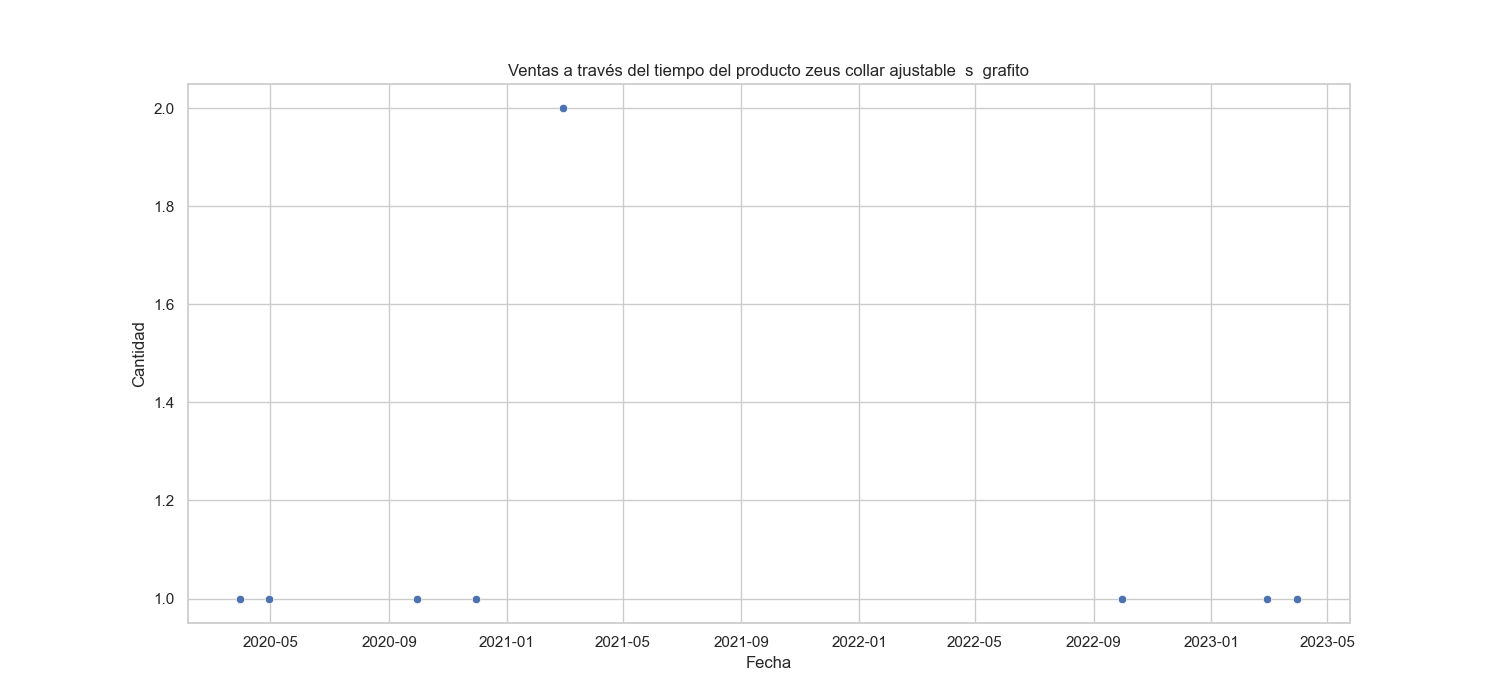 Ventas a través del tiempo del producto zeus collar ajustable  s  grafito
2.0
1.8
1.6
1.4
1.2
1.0
Cantidad
2020-05 2020-09 2021-01 2021-05 2021-09 2022-01 2022-05 2022-09 2023-01 2023-05
Fecha